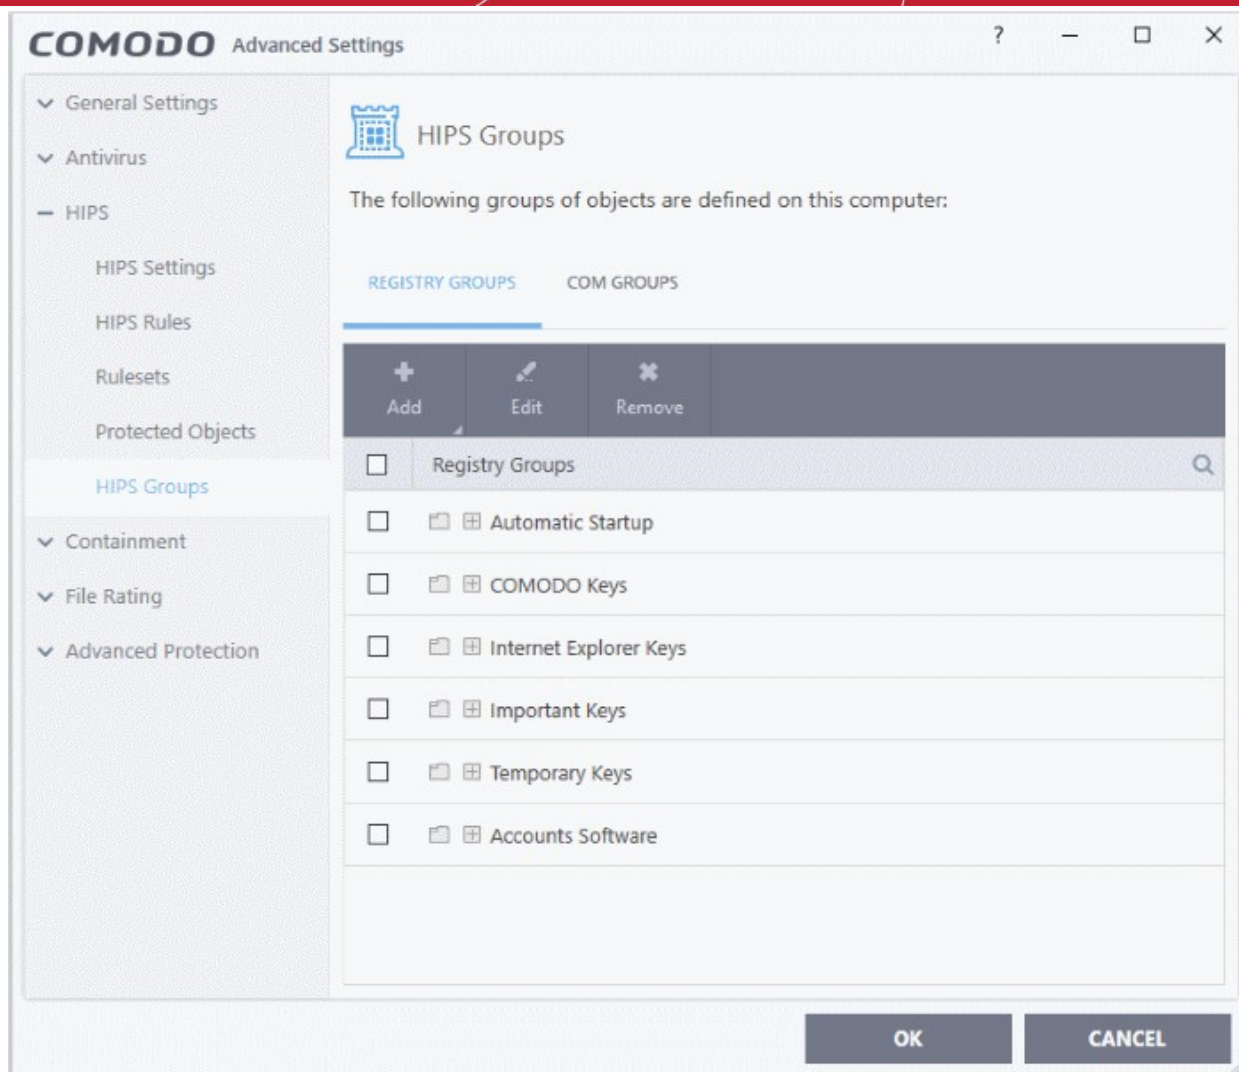 COMODO Advanced Settings
General Settings
Antivirus
HIPS
HIPS Settings
HIPS Rules
Rulesets
Protected Objects
HIPS Groups
Containment
File Rating
Advanced Protection
HIPS Groups
The following groups of objects are defined on this computer:
REGISTRY GROUPS COM GROUPS
Add Edit Remove
Registry Groups
Automatic Startup
COMODO Keys
Internet Explorer Keys
Important Keys
Temporary Keys
Accounts Software
OK CANCEL